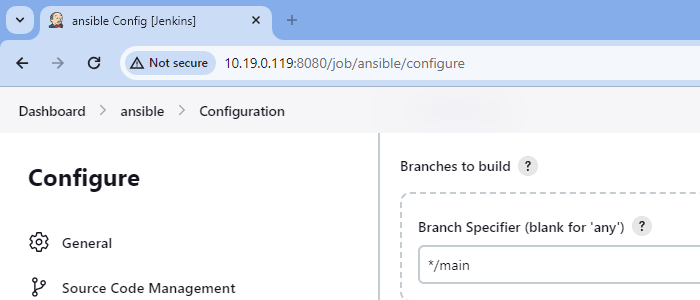 ansible Config [Jenkins]
Not secure 10.19.0.119:8080/job/ansible/configure
Dashboard ansible Configuration
Configure
Branches to build ?
Branch Specifier (blank for 'any') ?
General
*/main
Source Code Management